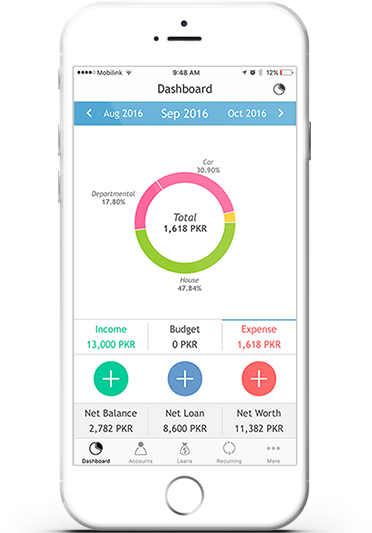 Mobilink 9:48 AM 12%
Dashboard
Aug 2016 Sep 2016 Oct 2016
Car
30.90%
Departmental
17.80%
Total
1,618 PKR
House
47.84%
Income Budget Expense
13,000 PKR 0 PKR 1,618 PKR
Net Balance Net Loan Net Worth
2,782 PKR 8,600 PKR 11,382 PKR
Dashboard Accounts Loans Recurring More